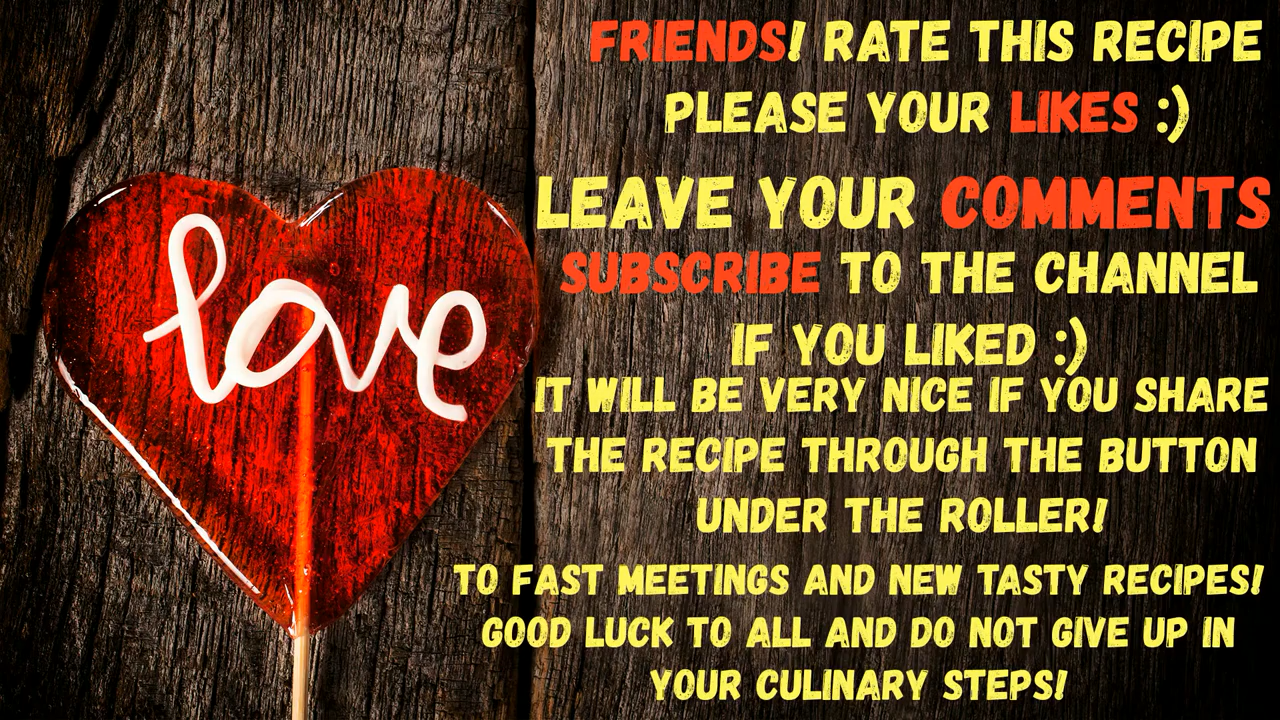 love
FRIENDS! RATE THIS RECIPE
PLEASE YOUR LIKES :)
LEAVE YOUR COMMENTS
SUBSCRIBE TO THE CHANNEL
IF YOU LIKED :)
IT WILL BE VERY NICE IF YOU SHARE
THE RECIPE THROUGH THE BUTTON
UNDER THE ROLLER!
TO FAST MEETINGS AND NEW TASTY RECIPES!
GOOD LUCK TO ALL AND DO NOT GIVE UP IN
YOUR CULINARY STEPS!